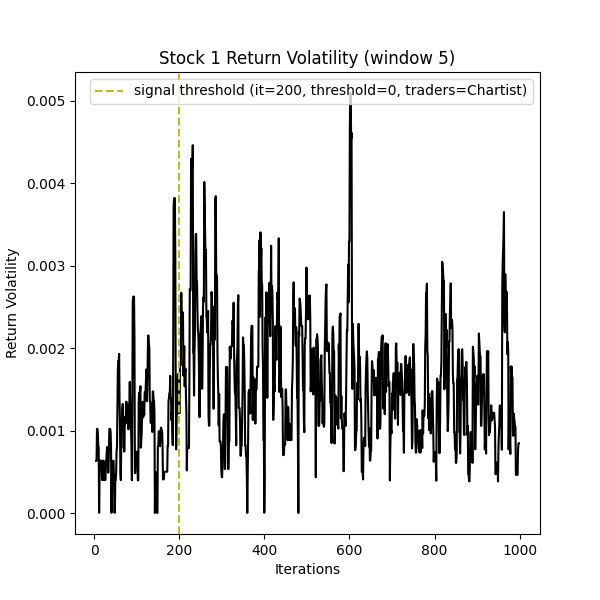 Stock 1 Return Volatility (window 5)
signal threshold (it=200, threshold=0, traders=Chartist)
Return Volatility
0.005
0.004
0.003
0.002
0.001
0.000
0 200 400 600 800 1000
Iterations